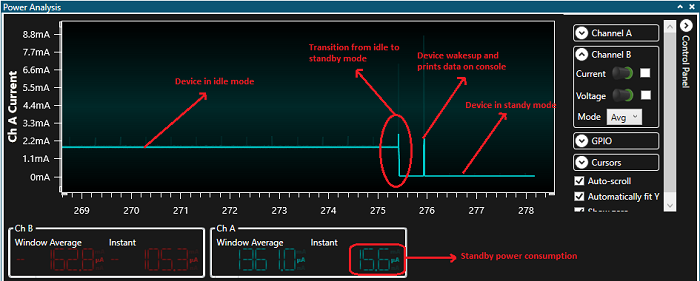 Power Analysis
Ch A Current
8.8mA
7.7mA
6.6mA
5.5mA
4.4mA
3.3mA
2.2mA
1.1mA
0mA
269
270
271
272
273
274
275
276
277
278
Device in idle mode
Transition from idle to
standby mode
Device wakeup and
prints data on console
Device in standy mode
Channel A
Channel B
Current
Voltage
Mode
Avg
GPIO
Cursors
Auto-scroll
Automatically fit Y
Show zero
Control Panel
Ch B
Window Average
Instant
-162.8 µA
-105.3 µA
Ch A
Window Average
Instant
1361.0 µA
15.6 µA
Standby power consumption